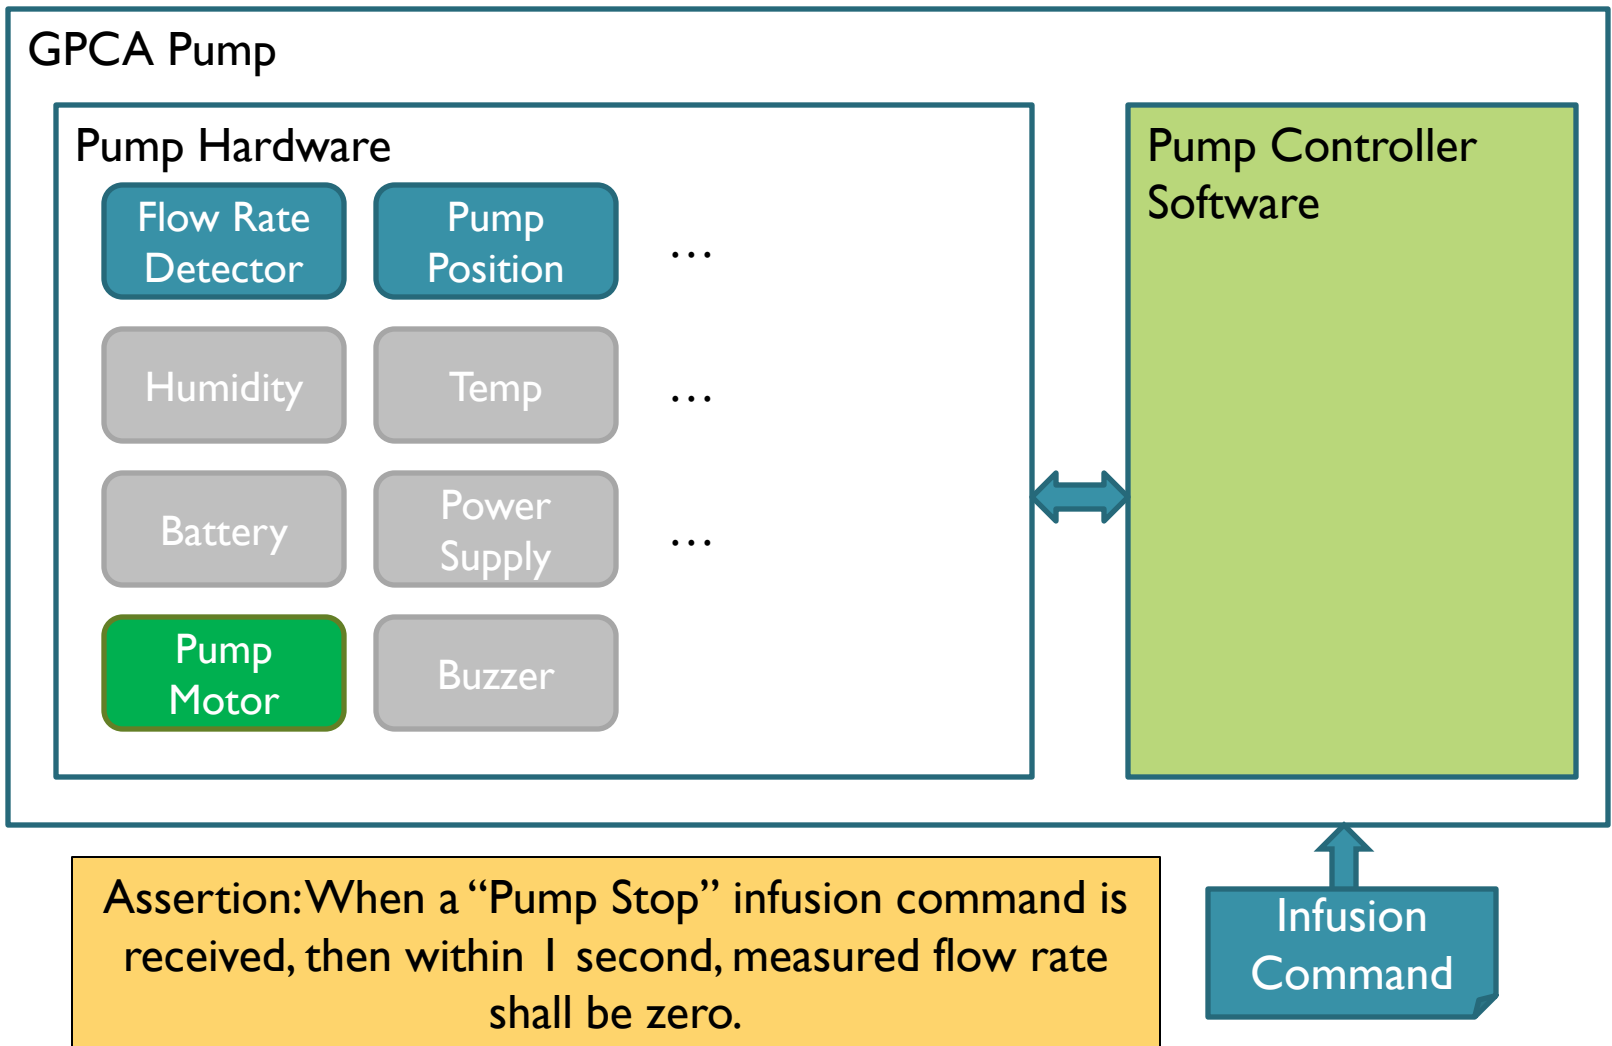 GPCA Pump
Pump Hardware
Flow Rate
Detector
Pump
Position
…
Humidity
Temp
…
Battery
Power
Supply
…
Pump
Motor
Buzzer
Pump Controller
Software
Assertion: When a “Pump Stop” infusion command is
received, then within 1 second, measured flow rate
shall be zero.
Infusion
Command